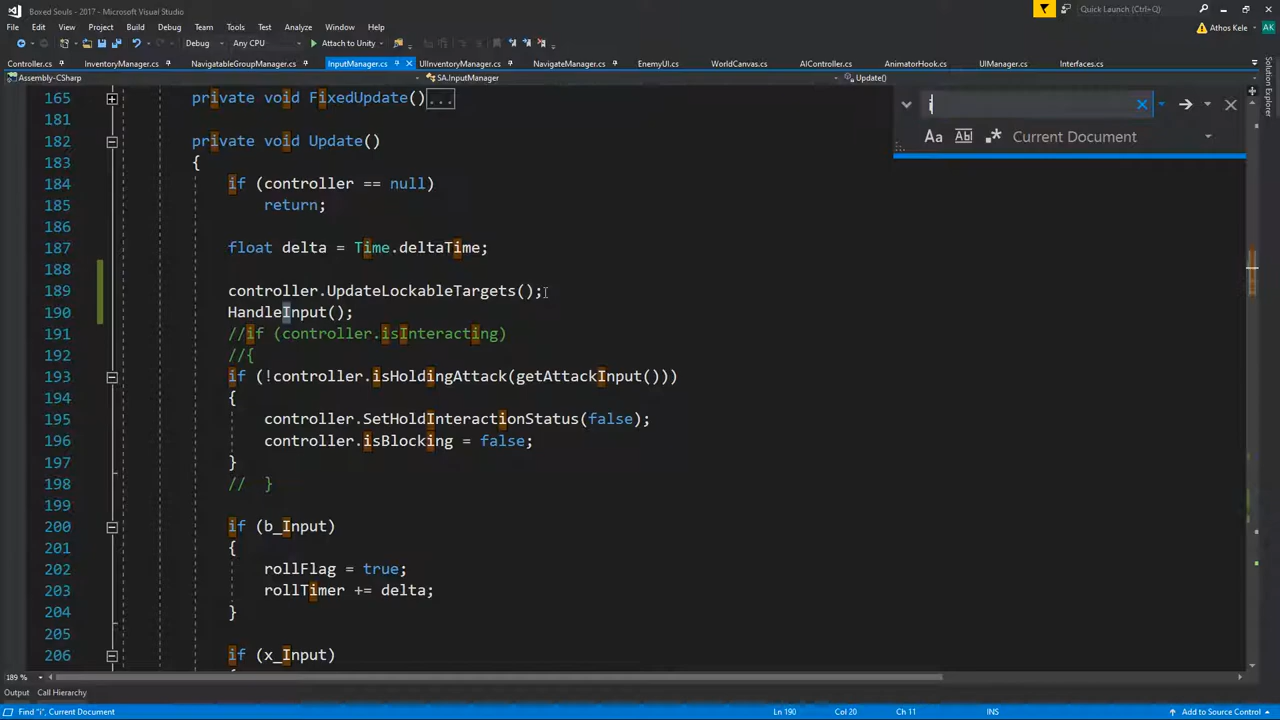 Boxed Souls - 2017 - Microsoft Visual Studio
Quick Launch (Ctrl+Q)
File Edit View Project Build Debug Team Tools Test Analyze Window Help
Athos Kele AK
Debug Any CPU Attach to Unity
Controller.cs InventoryManager.cs NavigatableGroupManager.cs InputManager.cs UIInventoryManager.cs NavigateManager.cs EnemyUI.cs WorldCanvas.cs AIController.cs AnimatorHook.cs UIManager.cs Interfaces.cs
Solution Explorer
Assembly-CSharp SA.InputManager Update()
i
Aa Ab Current Document
165 private void FixedUpdate()...
181
182 private void Update()
183 {
184 if (controller == null)
185 return;
186
187 float delta = Time.deltaTime;
188
189 controller.UpdateLockableTargets();
190 HandleInput();
191 //if (controller.isInteracting)
192 //{
193 if (!controller.isHoldingAttack(getAttackInput()))
194 {
195 controller.SetHoldInteractionStatus(false);
196 controller.isBlocking = false;
197 }
198 // }
199
200 if (b_Input)
201 {
202 rollFlag = true;
203 rollTimer += delta;
204 }
205
206 if (x_Input)
189 %
Output Call Hierarchy
Find "i", Current Document Ln 190 Col 20 Ch 11 INS Add to Source Control